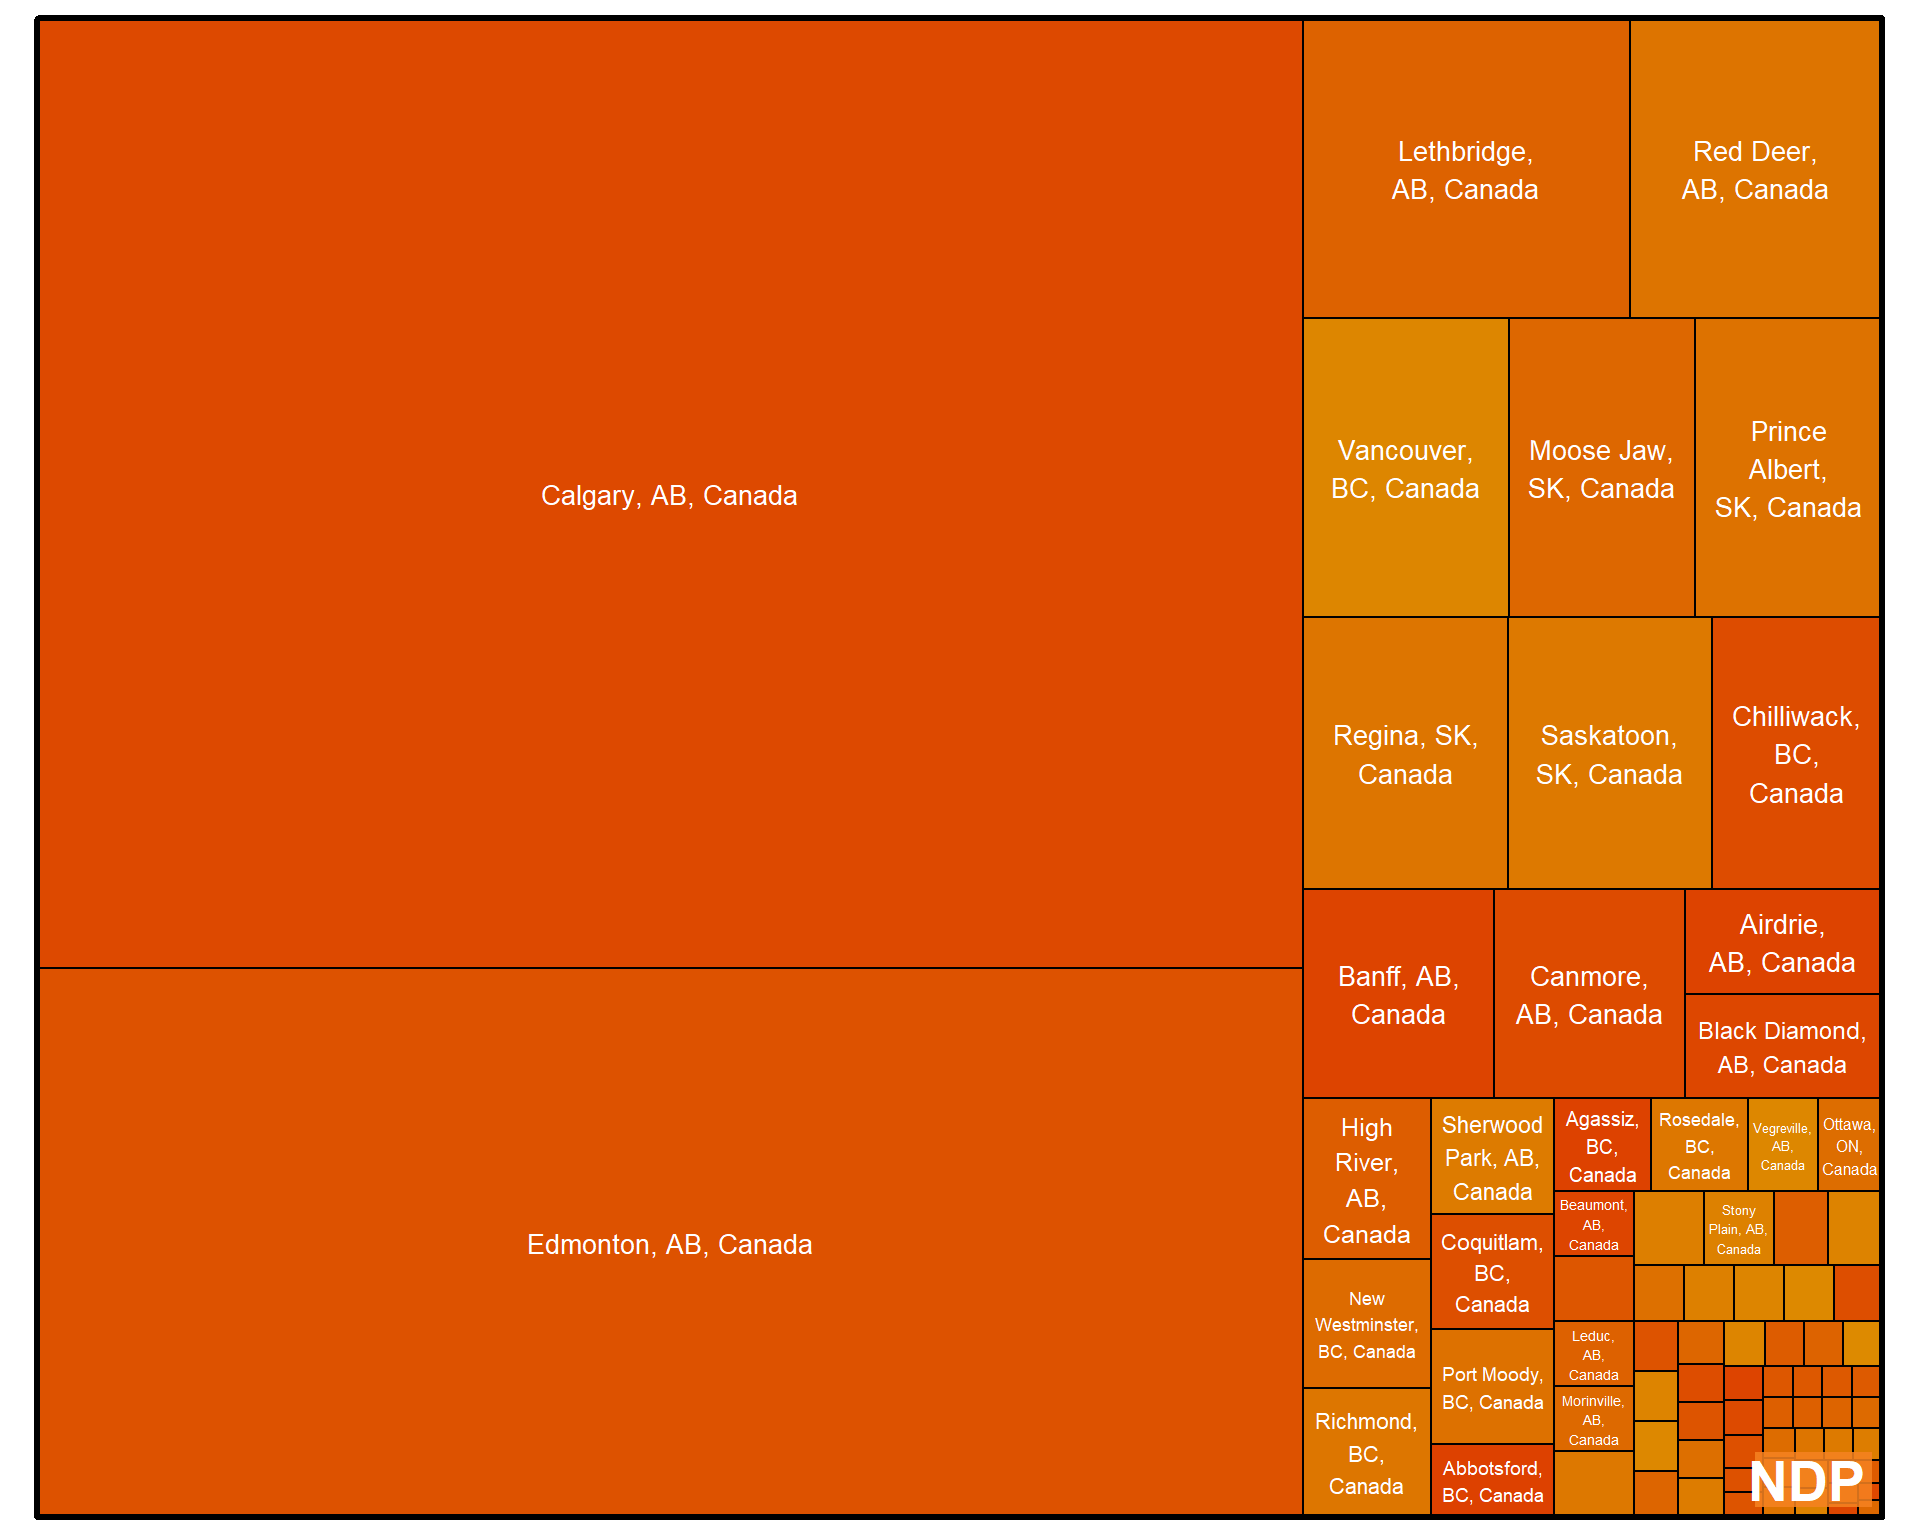 Calgary, AB, Canada
Edmonton, AB, Canada
Lethbridge,
AB, Canada
Red Deer,
AB, Canada
Vancouver,
BC, Canada
Moose Jaw,
SK, Canada
Prince
Albert,
SK, Canada
Regina, SK,
Canada
Saskatoon,
SK, Canada
Chilliwack,
BC,
Canada
Banff, AB,
Canada
Canmore,
AB, Canada
Airdrie,
AB, Canada
Black Diamond,
AB, Canada
High
River,
AB,
Canada
New
Westminster,
BC, Canada
Richmond,
BC,
Canada
Sherwood
Park, AB,
Canada
Coquitlam,
BC,
Canada
Port Moody,
BC, Canada
Abbotsford,
BC, Canada
Agassiz,
BC,
Canada
Rosedale,
BC,
Canada
Vegreville,
AB,
Canada
Ottawa,
ON,
Canada
Beaumont,
AB,
Canada
Stony
Plain, AB,
Canada
Leduc,
AB,
Canada
Morinville,
AB,
Canada
NDP